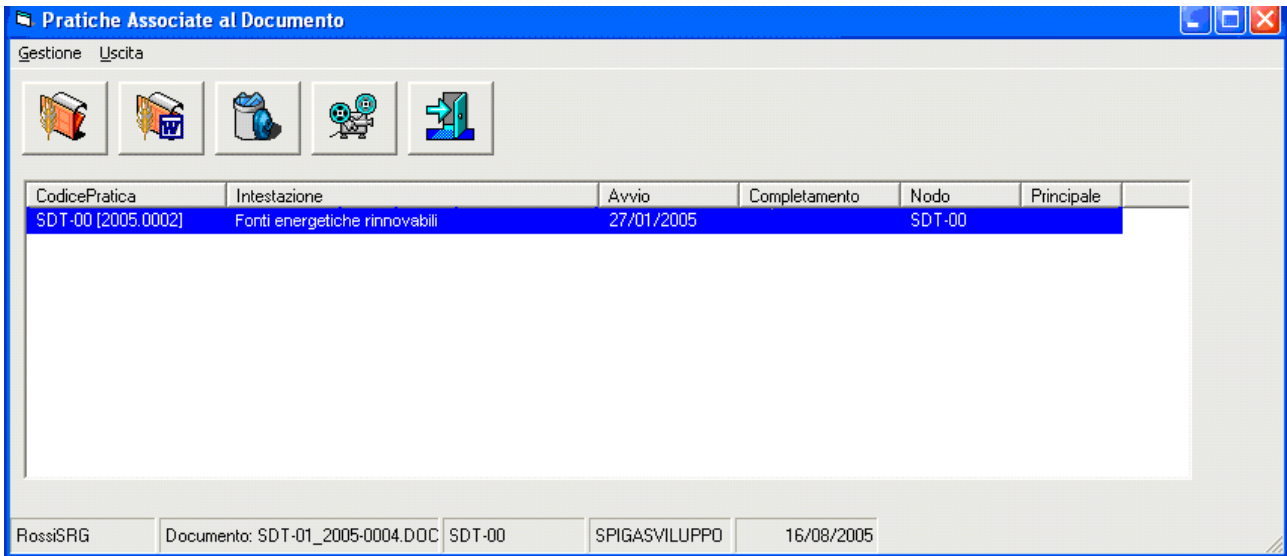 Pratiche Associate al Documento
Gestione Uscita
W
CodicePratica Intestazione Avvio Completamento Nodo Principale
SDT-00 [2005.0002] Fonti energetiche rinnovabili 27/01/2005 SDT-00
RossiSRG Documento: SDT-01_2005-0004.DOC SDT-00 SPIGASVILUPPO 16/08/2005